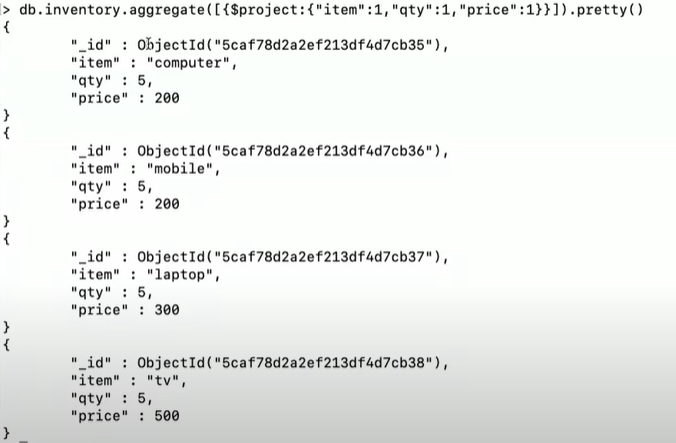 > db.inventory.aggregate([{$project:{"item":1,"qty":1,"price":1}}]).pretty()
{
"_id" : ObjectId("5caf78d2a2ef213df4d7cb35"),
"item" : "computer",
"qty" : 5,
"price" : 200
}
{
"_id" : ObjectId("5caf78d2a2ef213df4d7cb36"),
"item" : "mobile",
"qty" : 5,
"price" : 200
}
{
"_id" : ObjectId("5caf78d2a2ef213df4d7cb37"),
"item" : "laptop",
"qty" : 5,
"price" : 300
}
{
"_id" : ObjectId("5caf78d2a2ef213df4d7cb38"),
"item" : "tv",
"qty" : 5,
"price" : 500
}